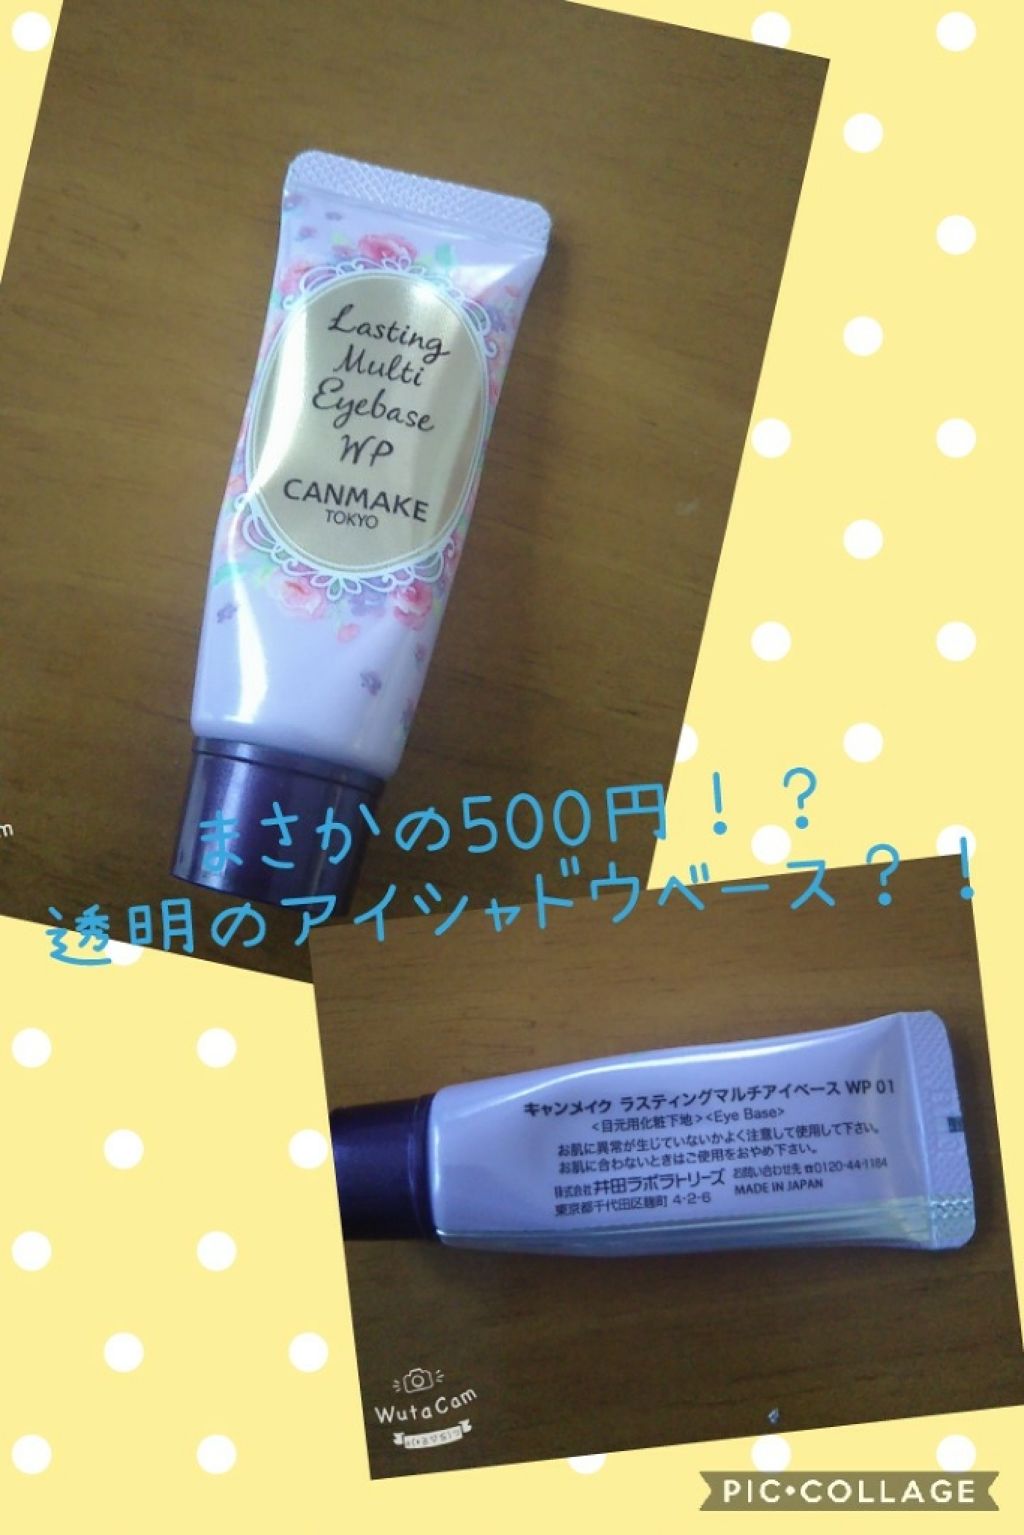 Lasting
Multi
Eyebase
WP
CANMAKE
TOKYO
まさかの500円！？
透明のアイシャドウベース？！
キャンメイク ラスティングマルチアイベース WP 01
<目元用化粧下地><Eye Base>
お肌に異常が生じていないかよく注意して使用して下さい。
お肌に合わないときはご使用をおやめ下さい。
株式会社 井田ラボラトリーズ お問い合わせ先 ☎0120-44-1184
東京都千代田区麹町 4-2-6 MADE IN JAPAN
WutaCam
PIC•COLLAGE